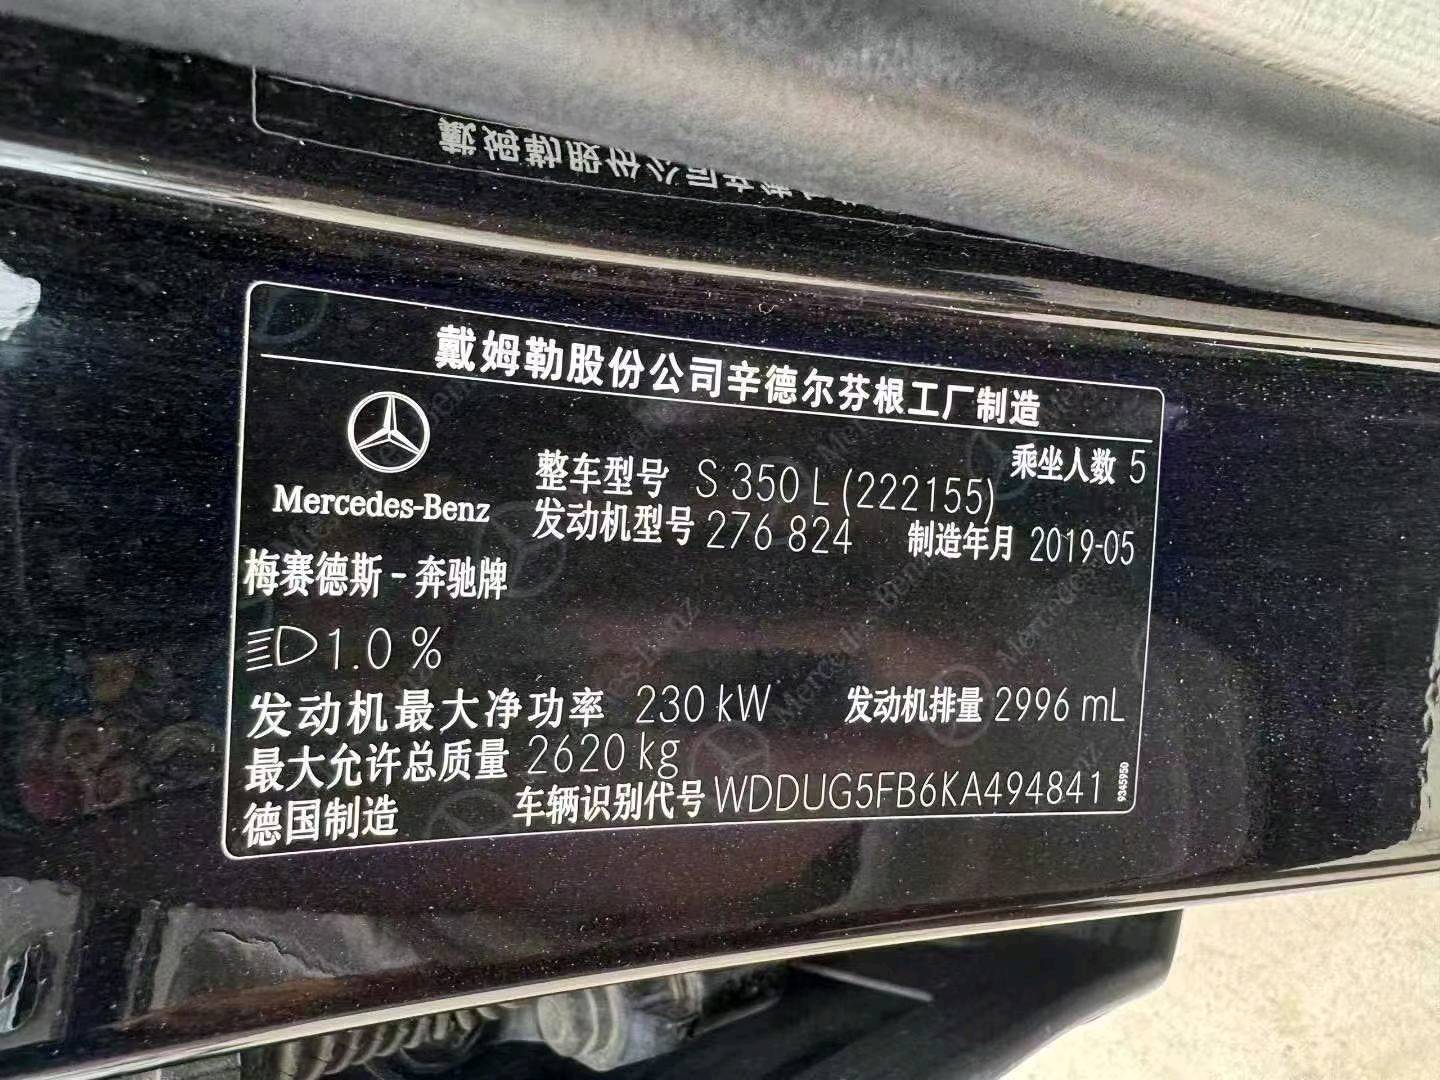 戴姆勒股份公司辛德尔芬根工厂制造
乘坐人数 5
整车型号 S 350 L (222155)
Mercedes-Benz
发动机型号 276 824 制造年月 2019-05
梅赛德斯-奔驰牌
1.0 %
发动机最大净功率 230 kW 发动机排量 2996 mL
最大允许总质量 2620 kg
德国制造 车辆识别代号 WDDUG5FB6KA494841
9345950